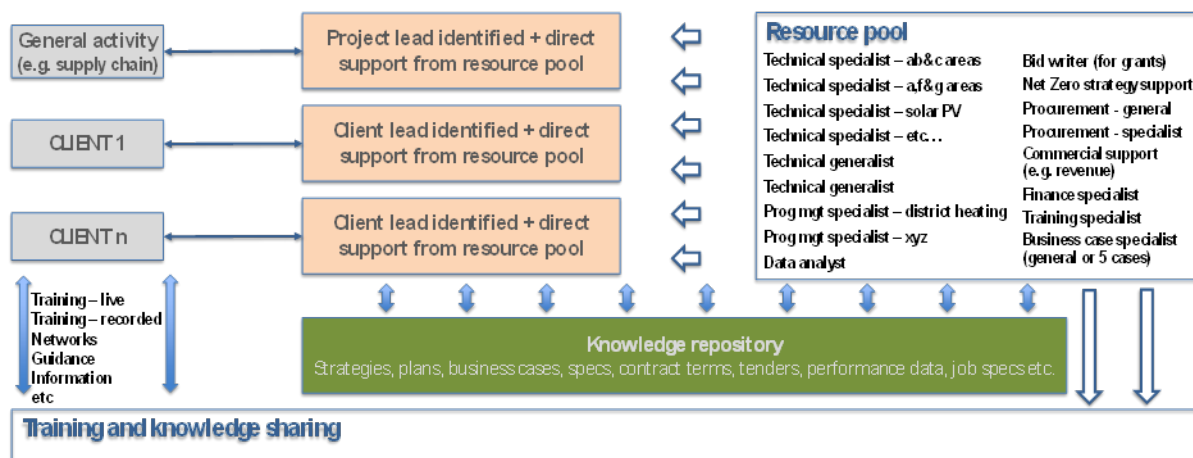 General activity
(e.g. supply chain)
Project lead identified + direct
support from resource pool
CLIENT 1
Client lead identified + direct
support from resource pool
CLIENT n
Client lead identified + direct
support from resource pool
Resource pool
Technical specialist – ab&c areas
Technical specialist – a,f&g areas
Technical specialist – solar PV
Technical specialist – etc…
Technical generalist
Technical generalist
Prog mgt specialist – district heating
Prog mgt specialist – xyz
Data analyst
Bid writer (for grants)
Net Zero strategy support
Procurement - general
Procurement - specialist
Commercial support
(e.g. revenue)
Finance specialist
Training specialist
Business case specialist
(general or 5 cases)
Training – live
Training – recorded
Networks
Guidance
Information
etc
Knowledge repository
Strategies, plans, business cases, specs, contract terms, tenders, performance data, job specs etc.
Training and knowledge sharing